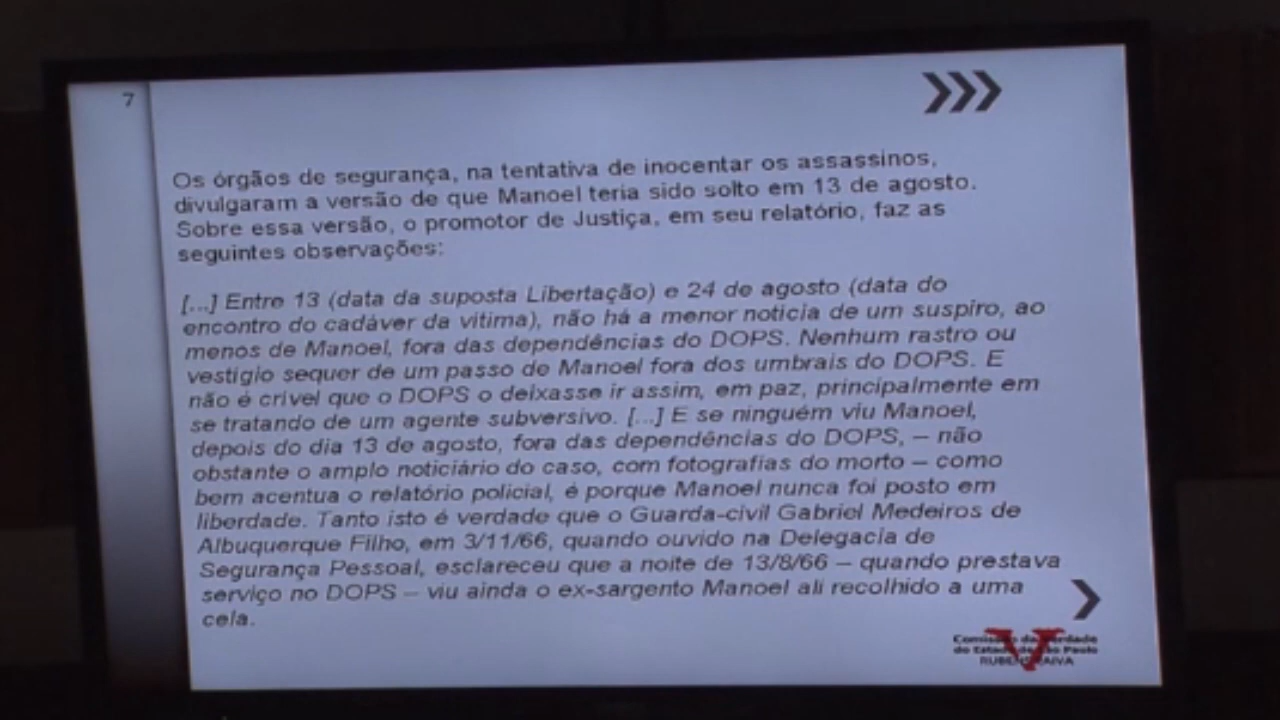 7
Os órgãos de segurança, na tentativa de inocentar os assassinos,
divulgaram a versão de que Manoel teria sido solto em 13 de agosto.
Sobre essa versão, o promotor de Justiça, em seu relatório, faz as
seguintes observações:
[...] Entre 13 (data da suposta Libertação) e 24 de agosto (data do
encontro do cadáver da vítima), não há a menor noticia de um suspiro, ao
menos de Manoel, fora das dependências do DOPS. Nenhum rastro ou
vestígio sequer de um passo de Manoel fora dos umbrais do DOPS. E
não é crível que o DOPS o deixasse ir assim, em paz, principalmente em
se tratando de um agente subversivo. [...] E se ninguém viu Manoel,
depois do dia 13 de agosto, fora das dependências do DOPS, – não
obstante o amplo noticiário do caso, com fotografias do morto – como
bem acentua o relatório policial, é porque Manoel nunca foi posto em
liberdade. Tanto isto é verdade que o Guarda-civil Gabriel Medeiros de
Albuquerque Filho, em 3/11/66, quando ouvido na Delegacia de
Segurança Pessoal, esclareceu que a noite de 13/8/66 – quando prestava
serviço no DOPS – viu ainda o ex-sargento Manoel ali recolhido a uma
cela.
Comissão da Verdade
do Estado de São Paulo
RUBENS PAIVA